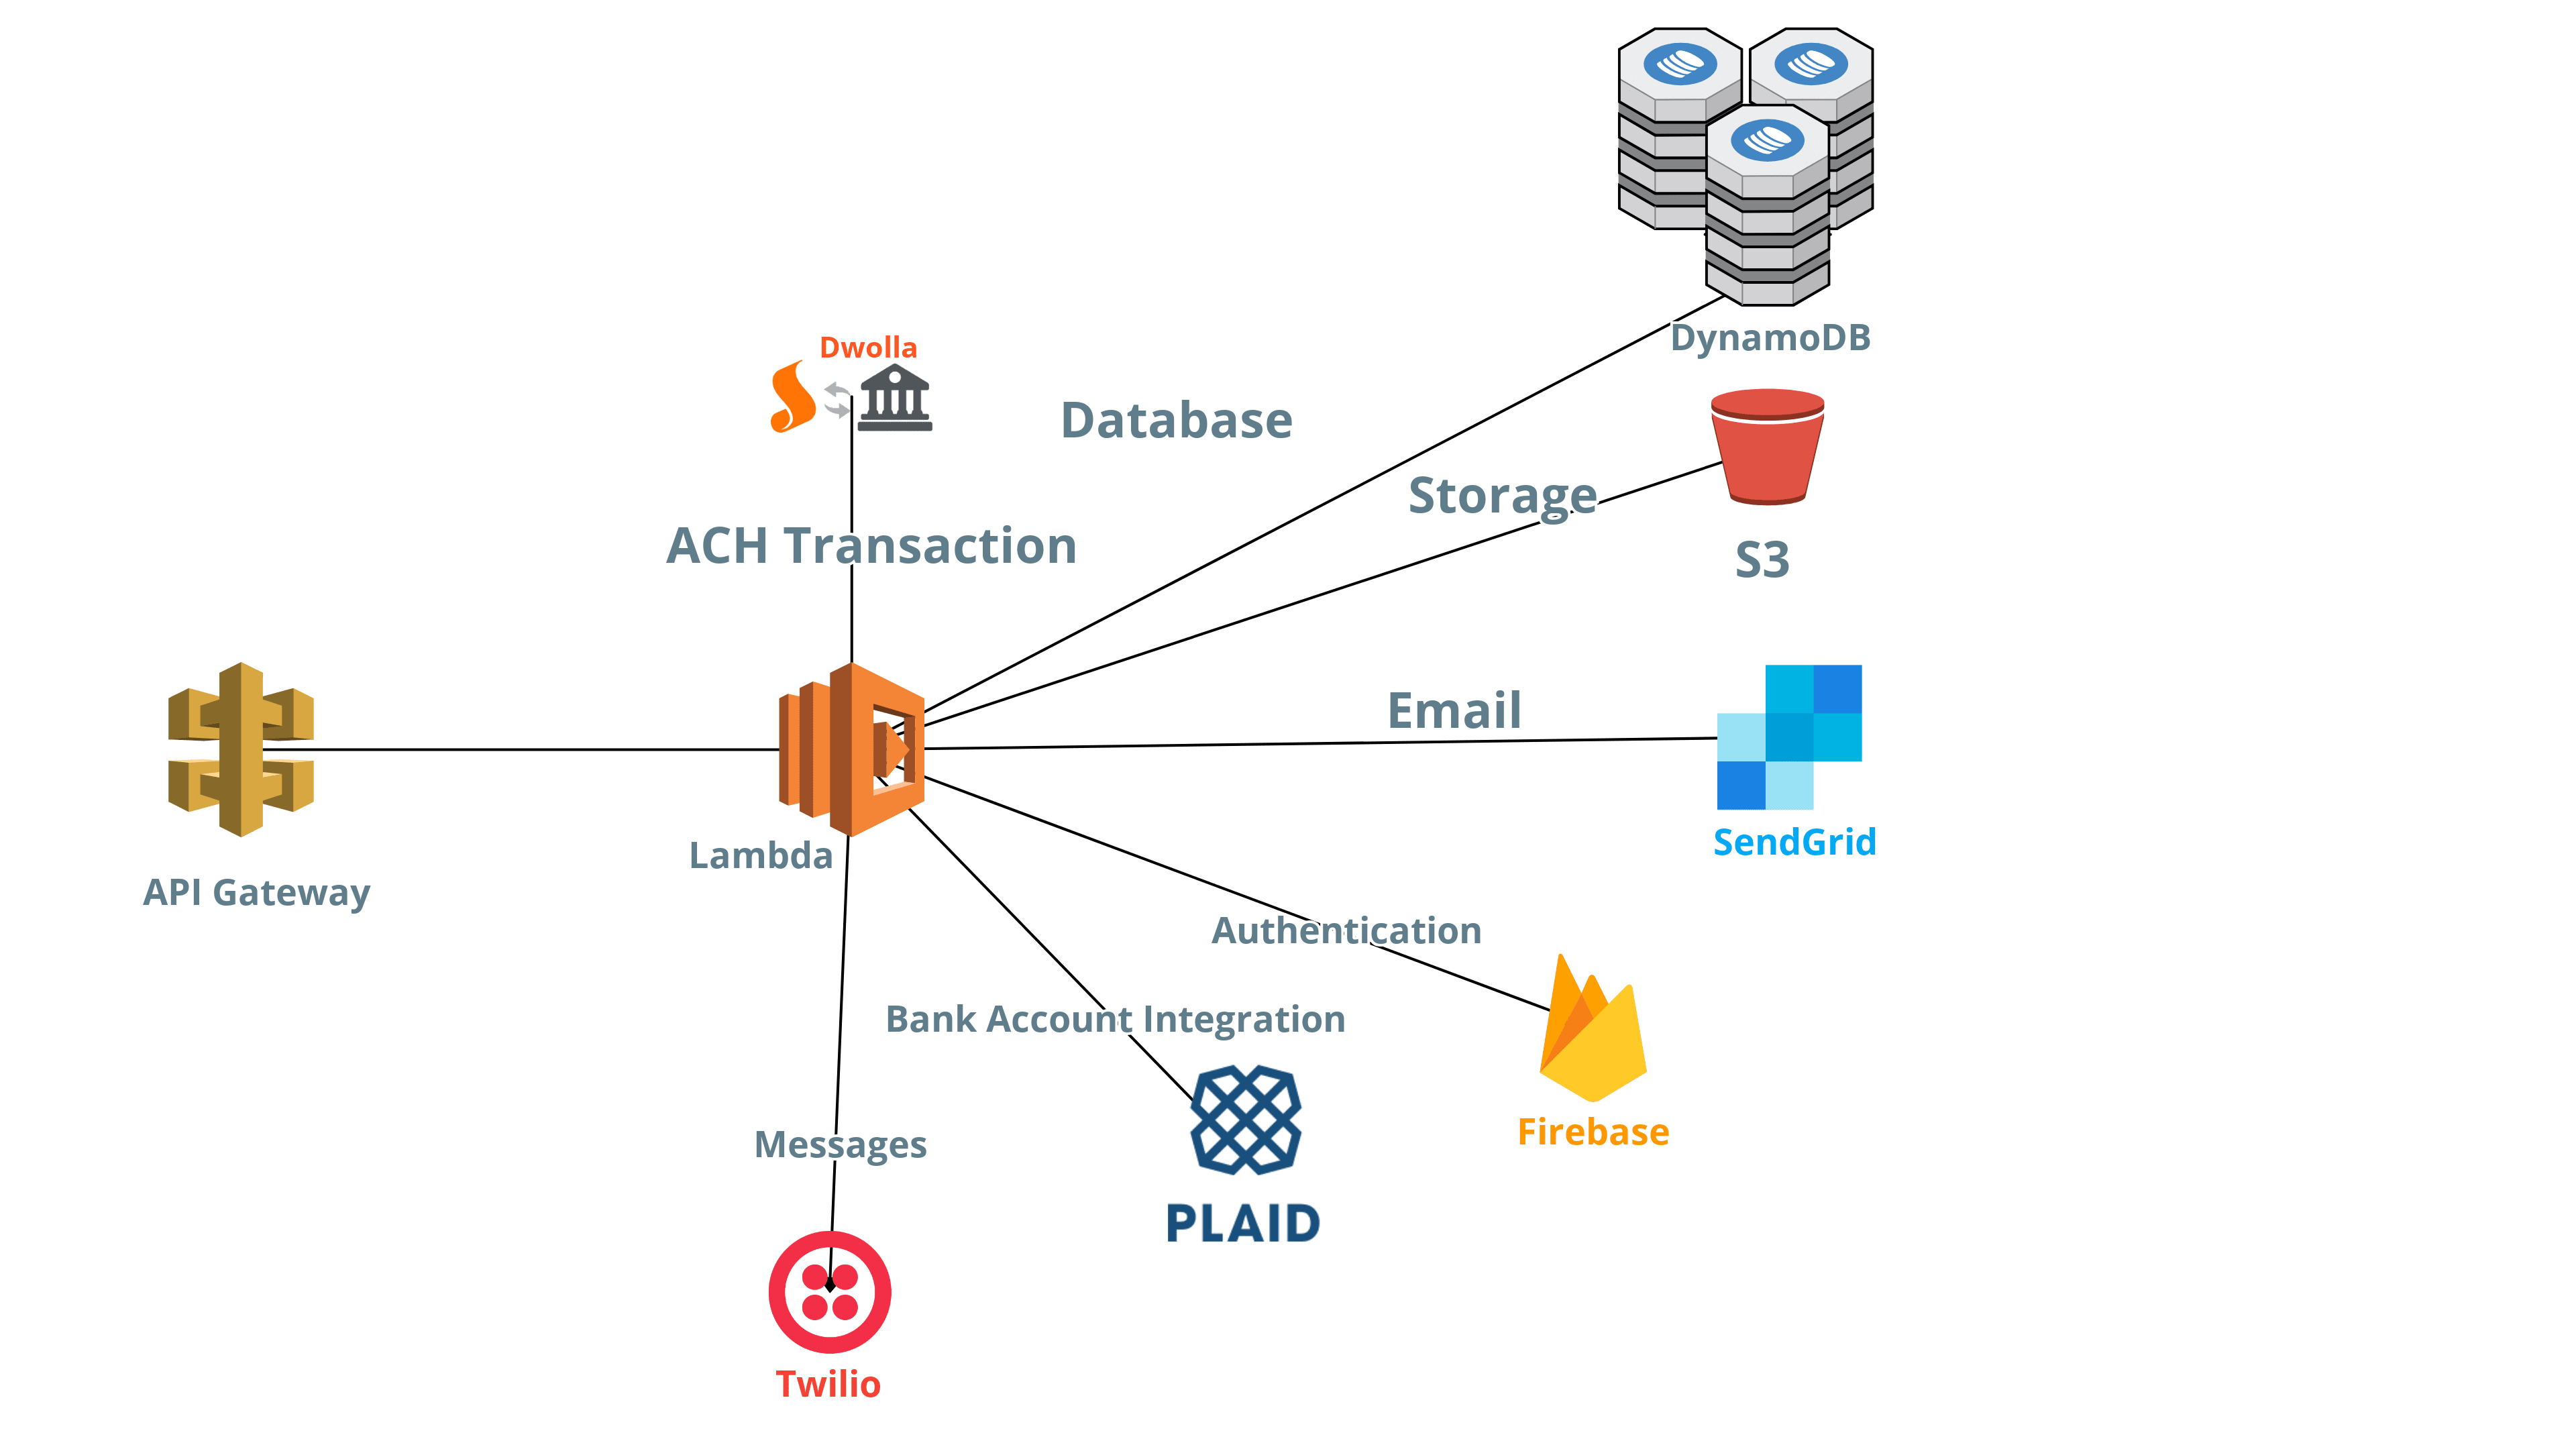 DynamoDB
Dwolla
Database
Storage
ACH Transaction
S3
Email
SendGrid
Lambda
API Gateway
Authentication
Bank Account Integration
Firebase
Messages
PLAID
Twilio